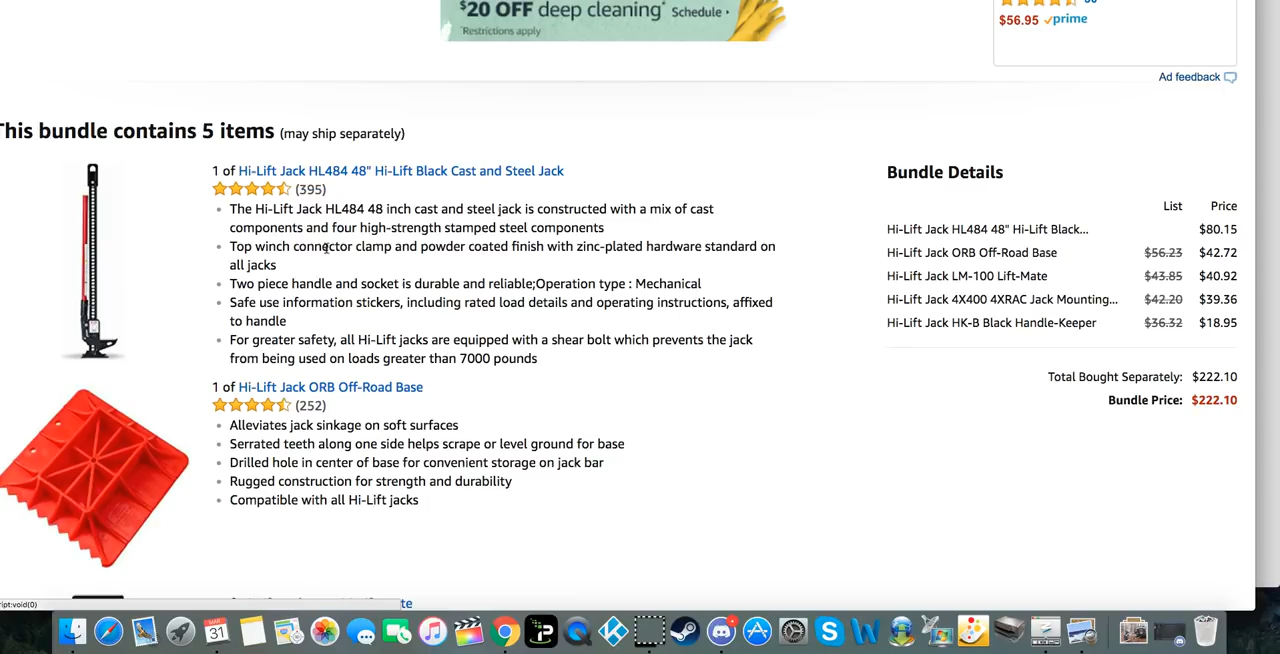 $20 OFF deep cleaning* Schedule ›
*Restrictions apply
$56.95 prime
Ad feedback
This bundle contains 5 items (may ship separately)
1 of Hi-Lift Jack HL484 48" Hi-Lift Black Cast and Steel Jack
(395)
• The Hi-Lift Jack HL484 48 inch cast and steel jack is constructed with a mix of cast
components and four high-strength stamped steel components
• Top winch connector clamp and powder coated finish with zinc-plated hardware standard on
all jacks
• Two piece handle and socket is durable and reliable;Operation type : Mechanical
• Safe use information stickers, including rated load details and operating instructions, affixed
to handle
• For greater safety, all Hi-Lift jacks are equipped with a shear bolt which prevents the jack
from being used on loads greater than 7000 pounds
1 of Hi-Lift Jack ORB Off-Road Base
(252)
• Alleviates jack sinkage on soft surfaces
• Serrated teeth along one side helps scrape or level ground for base
• Drilled hole in center of base for convenient storage on jack bar
• Rugged construction for strength and durability
• Compatible with all Hi-Lift jacks
Bundle Details
List Price
Hi-Lift Jack HL484 48" Hi-Lift Black... $80.15
Hi-Lift Jack ORB Off-Road Base $56.23 $42.72
Hi-Lift Jack LM-100 Lift-Mate $43.85 $40.92
Hi-Lift Jack 4X400 4XRAC Jack Mounting... $42.20 $39.36
Hi-Lift Jack HK-B Black Handle-Keeper $36.32 $18.95
Total Bought Separately: $222.10
Bundle Price: $222.10
ript:void(0)
te
MAR
31